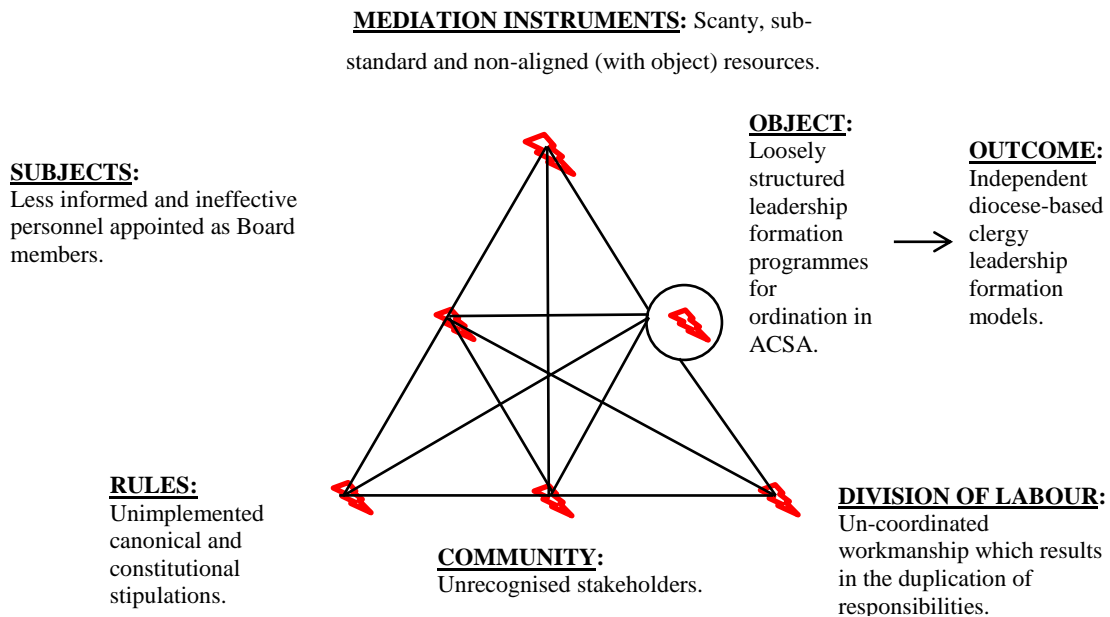 MEDIATION INSTRUMENTS: Scanty, sub-
standard and non-aligned (with object) resources.
SUBJECTS:
Less informed and ineffective
personnel appointed as Board
members.
OBJECT:
Loosely
structured
leadership
formation
programmes
for
ordination in
ACSA.
OUTCOME:
Independent
diocese-based
clergy
leadership
formation
models.
RULES:
Unimplemented
canonical and
constitutional
stipulations.
COMMUNITY:
Unrecognised stakeholders.
DIVISION OF LABOUR:
Un-coordinated
workmanship which results
in the duplication of
responsibilities.